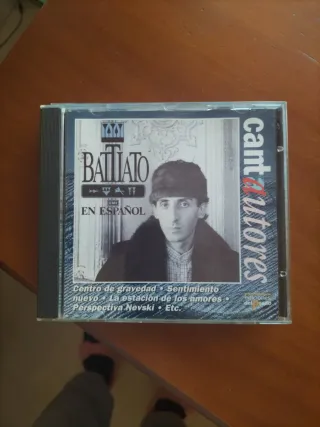 BATTIATO
EN ESPAÑOL
cantautores
Centro de gravedad • Sentimiento
nuevo • La estación de los amores •
Perspectiva Nevski • Etc.